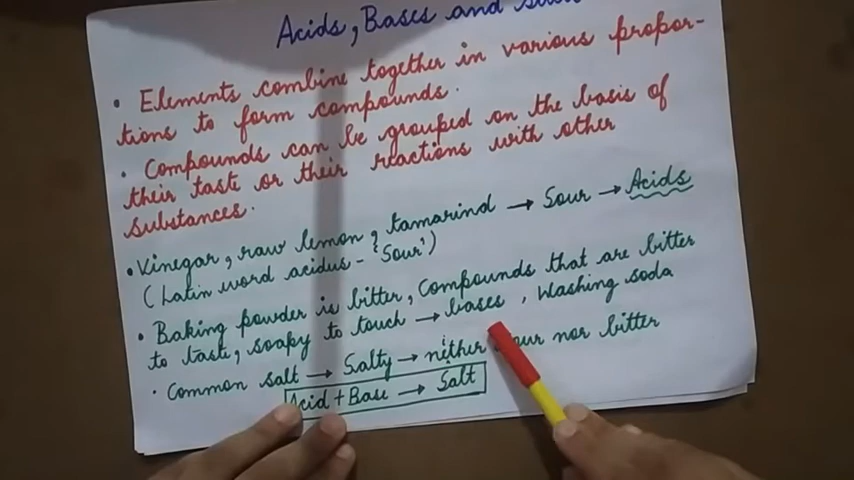 Acids, Bases and
• Elements combine together in various propor-
tions to form compounds.
• Compounds can be grouped on the basis of
their taste or their reactions with other
substances.
• Vinegar, raw lemon, tamarind → Sour → Acids
(Latin word acidus - 'Sour')
• Baking powder is bitter, Compounds that are bitter
to taste, soapy to touch → bases, Washing soda
• Common salt → Salty → neither sour nor bitter
Acid + Base → Salt